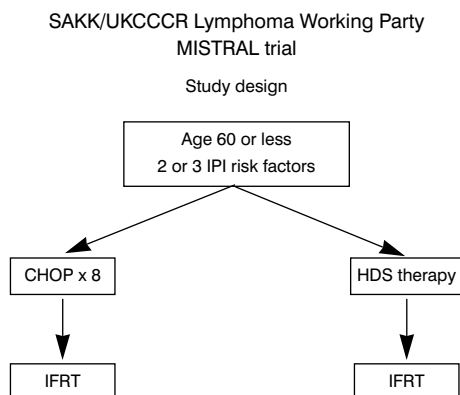 SAKK/UKCCCR Lymphoma Working Party
MISTRAL trial
Study design
Age 60 or less
2 or 3 IPI risk factors
CHOP x 8
HDS therapy
IFRT
IFRT